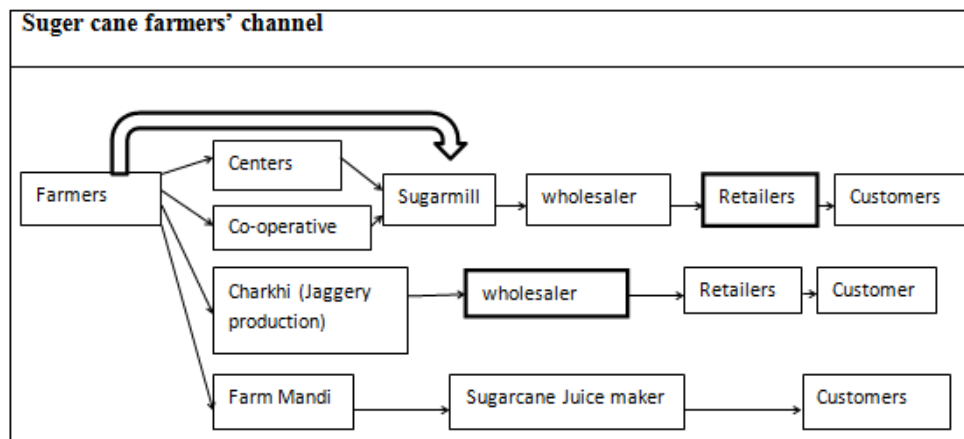 Suger cane farmers' channel
Centers
Farmers
Sugarmill
wholesaler
Retailers
Customers
Co-operative
Charkhi (Jaggery
production)
wholesaler
Retailers
Customer
Farm Mandi
Sugarcane Juice maker
Customers